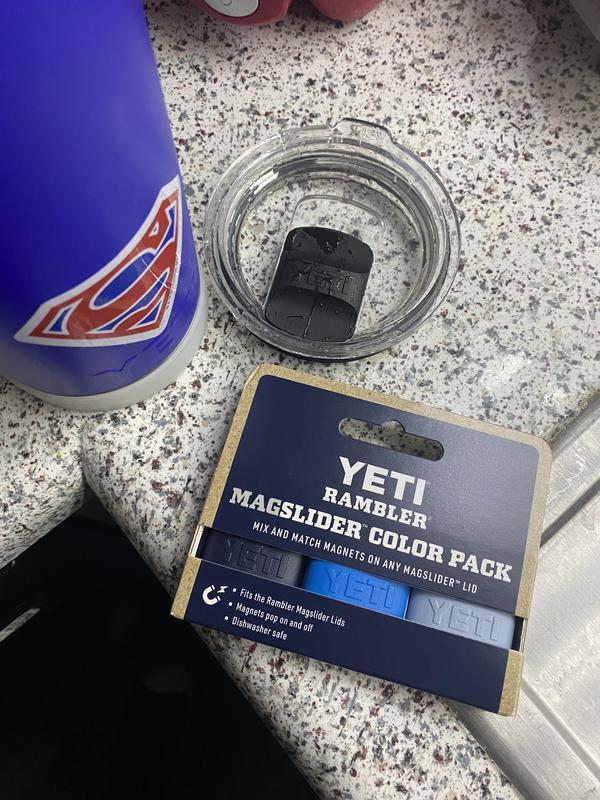 YETI
YETI
RAMBLER
MAGSLIDER™ COLOR PACK
MIX AND MATCH MAGNETS ON ANY MAGSLIDER™ LID
YETI YETI YETI
• Fits the Rambler Magslider Lids
• Magnets pop on and off
• Dishwasher safe
S